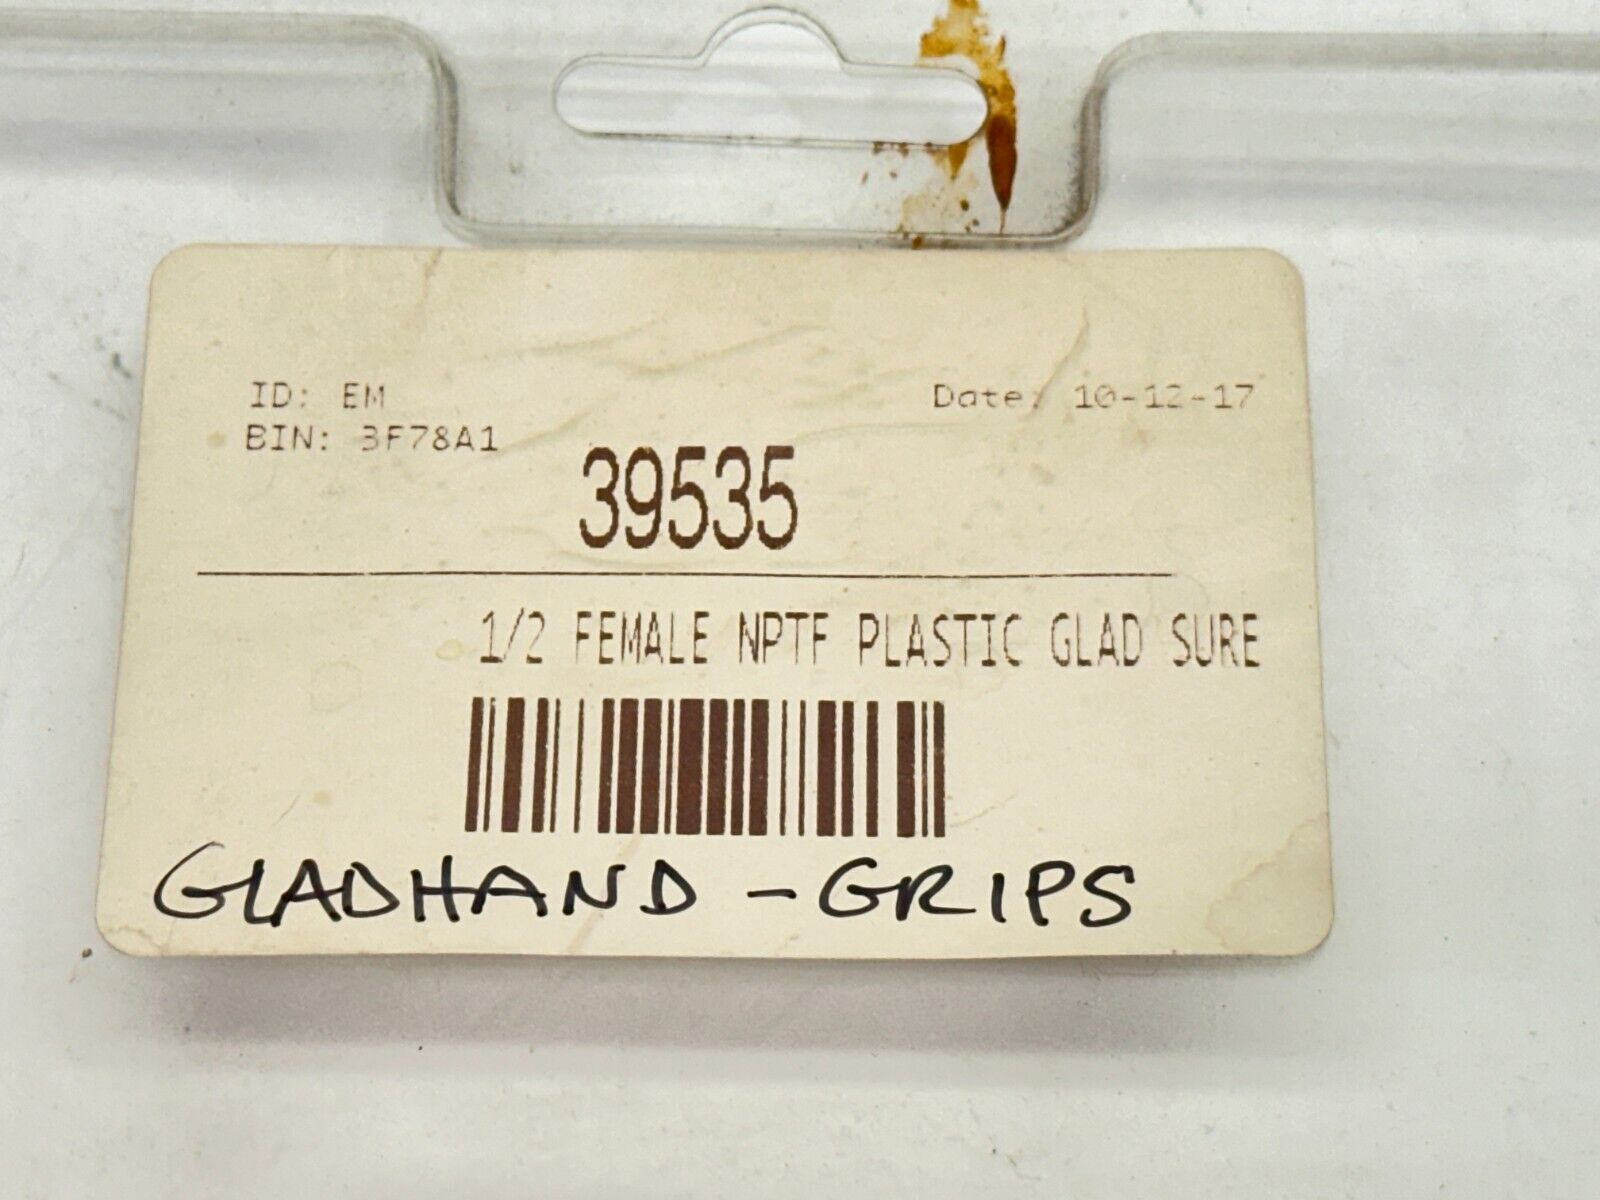 ID: EM
Date: 10-12-17
BIN: 3F78A1
39535
1/2 FEMALE NPTF PLASTIC GLAD SURE
GLADHAND - GRIPS